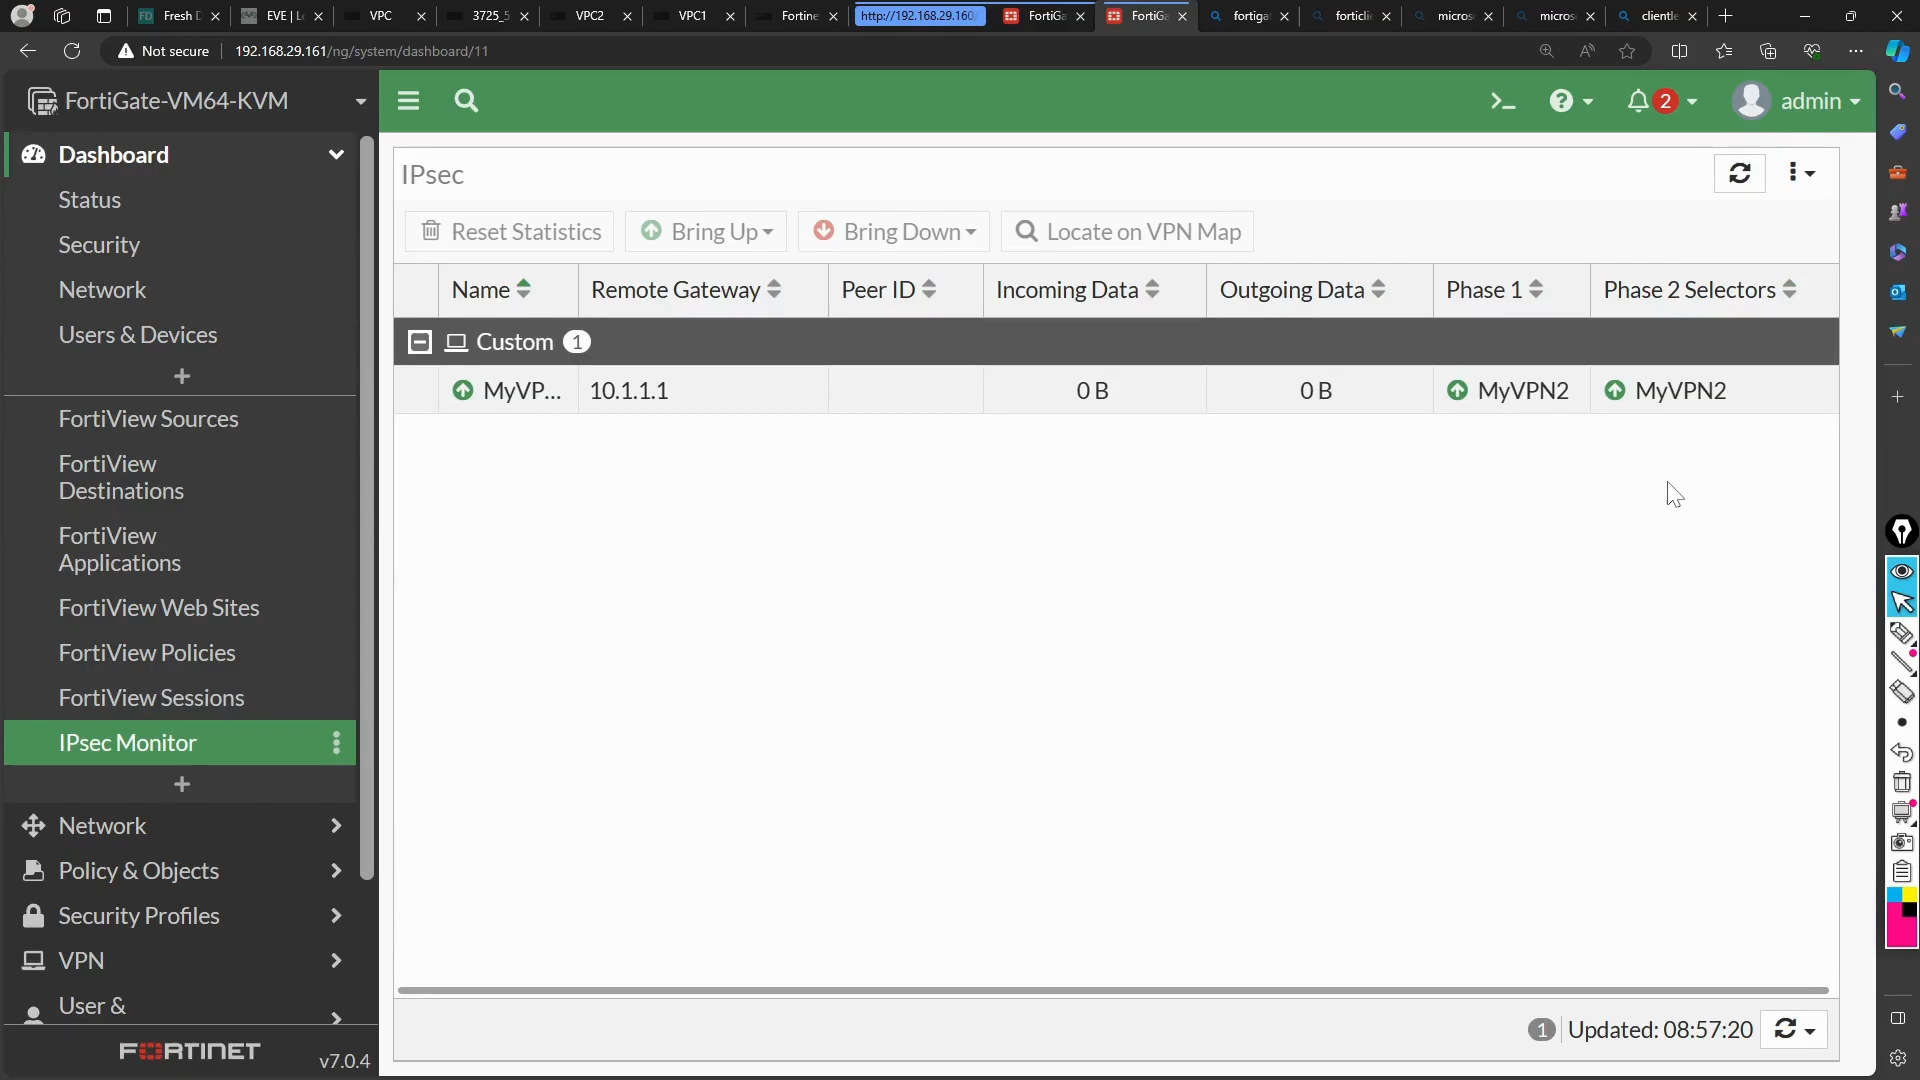 Fresh D
EVE | Lo
VPC
3725_5
VPC2
VPC1
Fortine
http://192.168.29.160/
FortiGa
FortiGa
fortiga
forticlie
micros
micros
clientle
Not secure
192.168.29.161/ng/system/dashboard/11
FortiGate-VM64-KVM
>_
2
admin
Dashboard
Status
Security
Network
Users & Devices
FortiView Sources
FortiView
Destinations
FortiView
Applications
FortiView Web Sites
FortiView Policies
FortiView Sessions
IPsec Monitor
Network
Policy & Objects
Security Profiles
VPN
User &
FORTINET
v7.0.4
IPsec
Reset Statistics
Bring Up
Bring Down
Locate on VPN Map
Name
Remote Gateway
Peer ID
Incoming Data
Outgoing Data
Phase 1
Phase 2 Selectors
Custom 1
MyVP...
10.1.1.1
0 B
0 B
MyVPN2
MyVPN2
1 Updated: 08:57:20